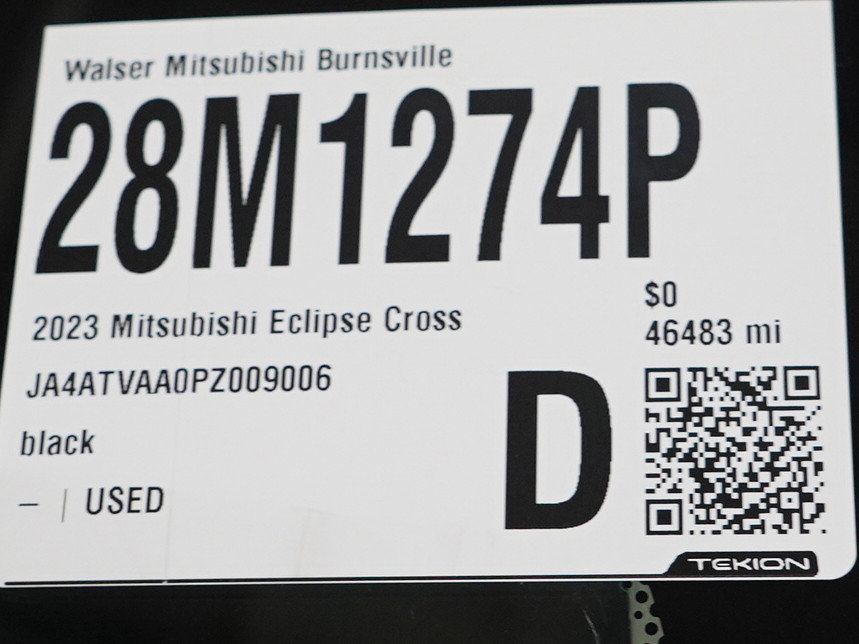 Walser Mitsubishi Burnsville
28M1274P
$0
2023 Mitsubishi Eclipse Cross
46483 mi
JA4ATVAA0PZ009006
D
black
– | USED
TEKION